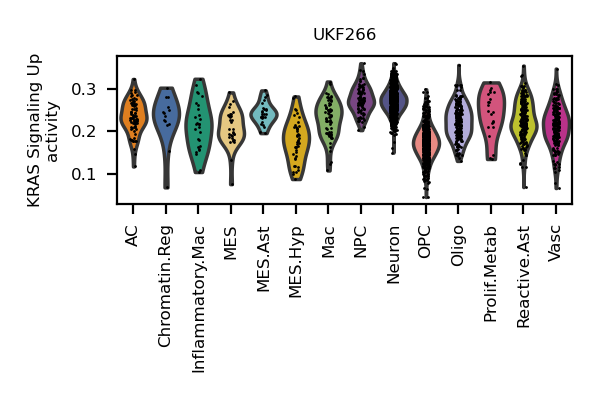 UKF266
KRAS Signaling Up
activity
0.3
0.2
0.1
AC
Chromatin.Reg
Inflammatory.Mac
MES
MES.Ast
MES.Hyp
Mac
NPC
Neuron
OPC
Oligo
Prolif.Metab
Reactive.Ast
Vasc